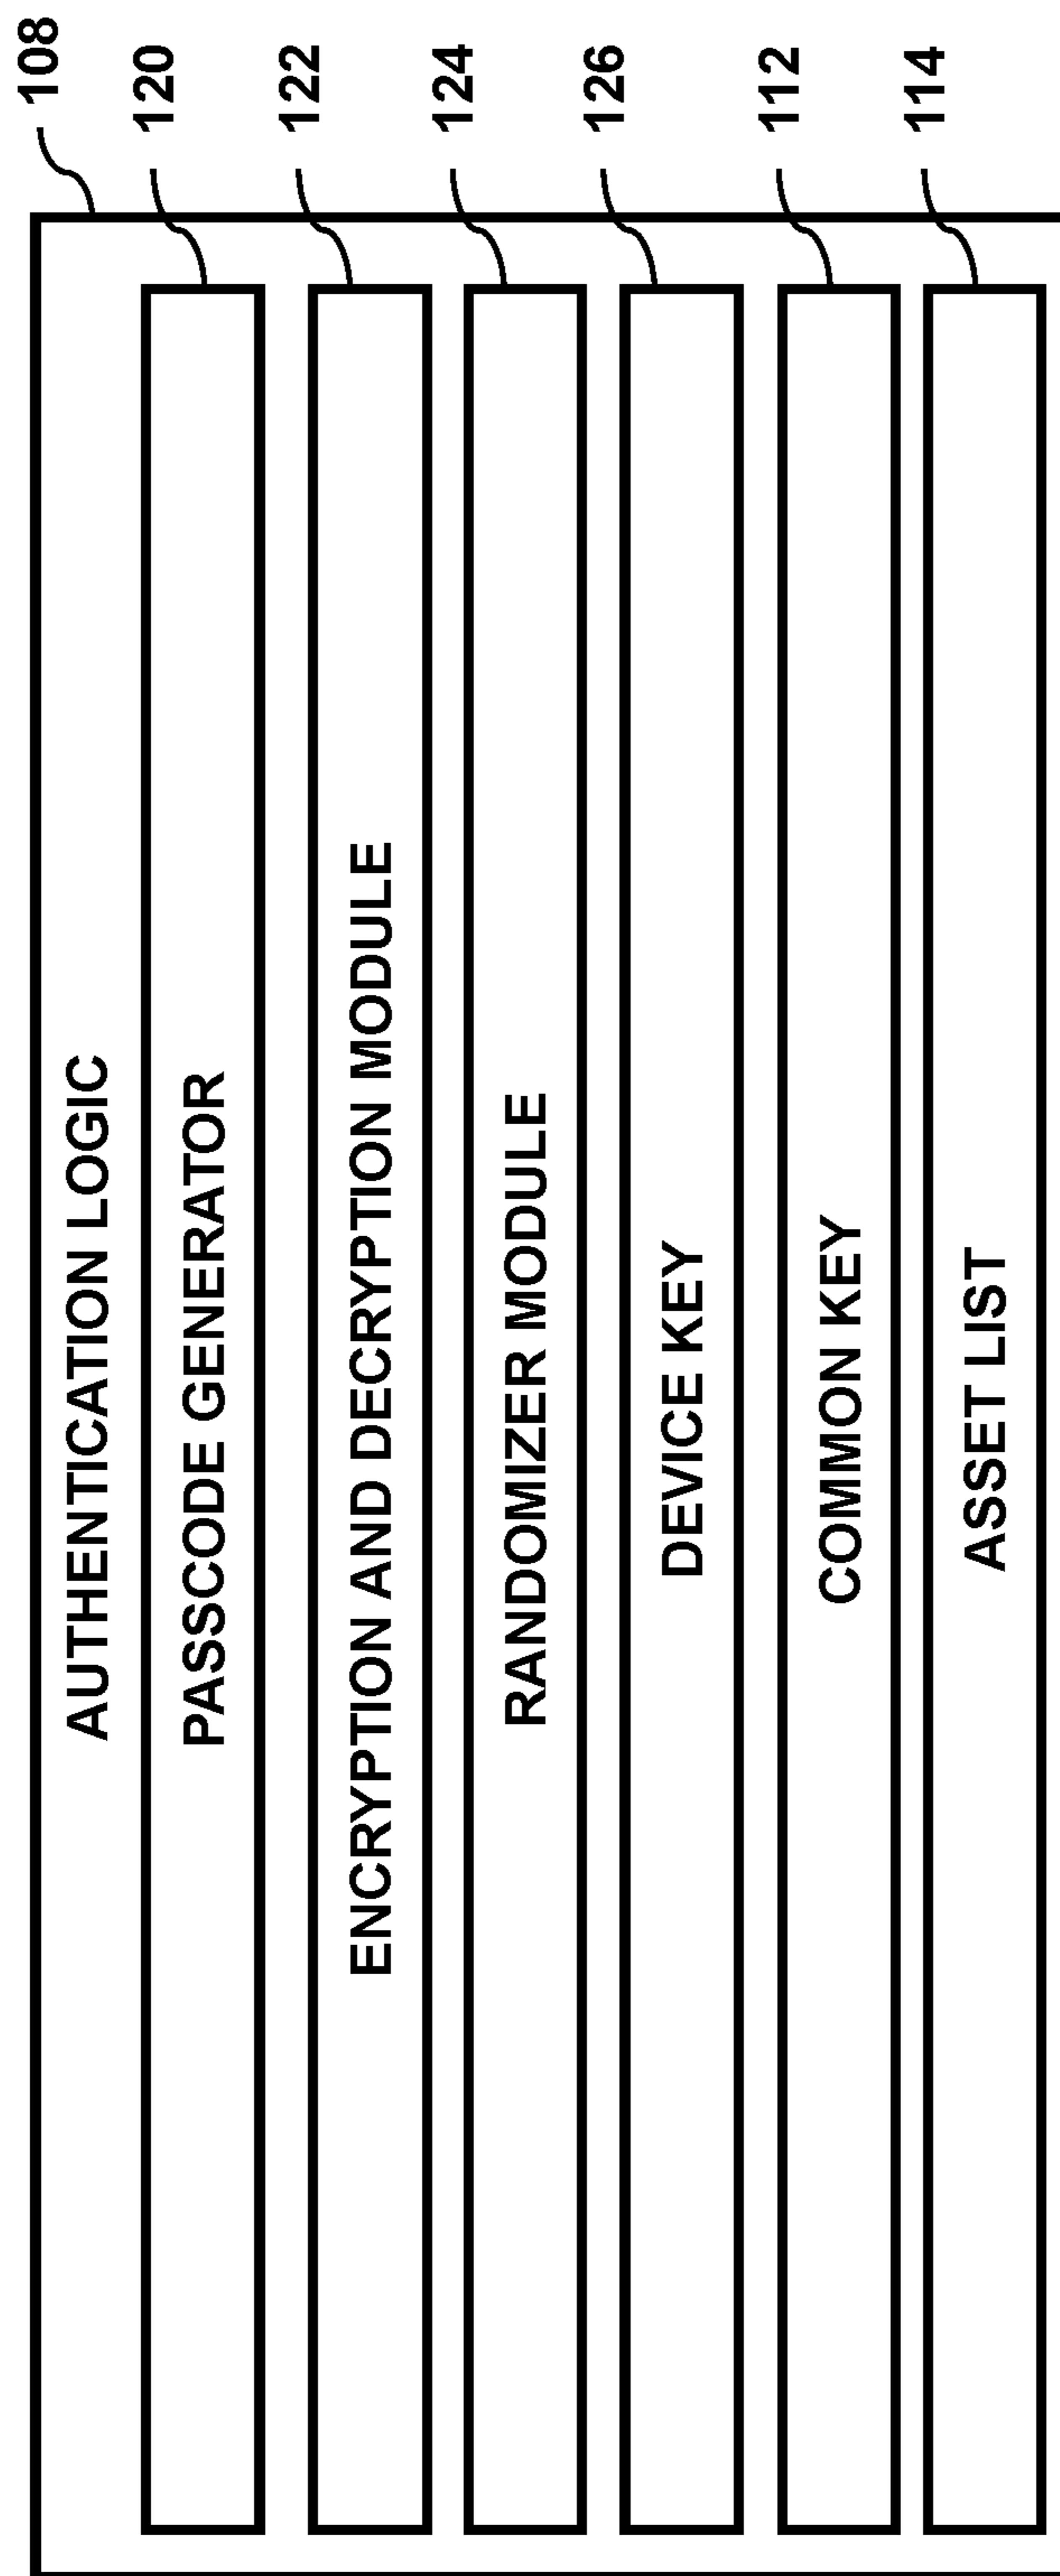 AUTHENTICATION LOGIC
108
PASSCODE GENERATOR
120
ENCRYPTION AND DECRYPTION MODULE
122
RANDOMIZER MODULE
124
DEVICE KEY
126
COMMON KEY
112
ASSET LIST
114